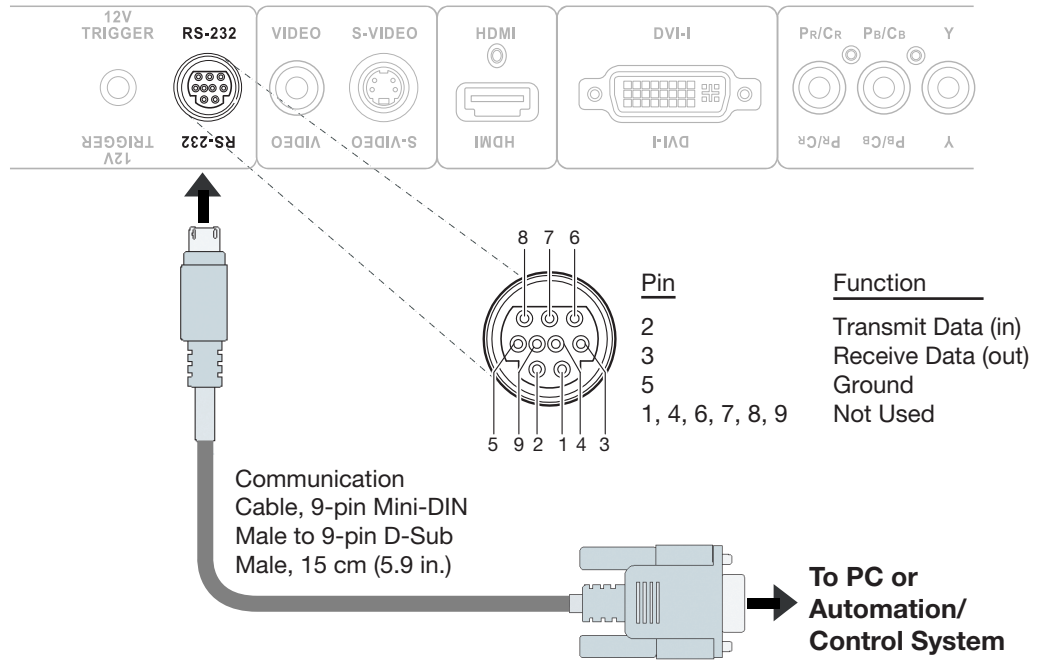 12V
TRIGGER
RS-232
VIDEO
S-VIDEO
HDMI
DVI-I
PR/CR
PB/CB
Y
12V
TRIGGER
RS-232
VIDEO
S-VIDEO
HDMI
DVI-I
PR/CR
PB/CB
Y
8 7 6
5 9 2 1 4 3
Pin Function
2 Transmit Data (in)
3 Receive Data (out)
5 Ground
1, 4, 6, 7, 8, 9 Not Used
Communication
Cable, 9-pin Mini-DIN
Male to 9-pin D-Sub
Male, 15 cm (5.9 in.)
To PC or
Automation/
Control System